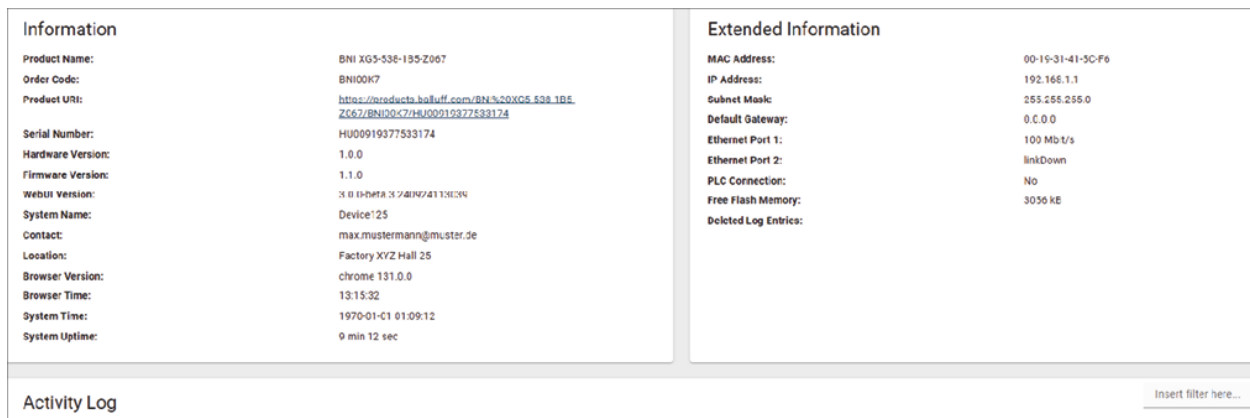 Information
Product Name: BNI XG5-538-1B5-Z067
Order Code: BNI00K7
Product URI: https://products.balluff.com/BNI%20XG5-538-1B5-
Z067/BNI00K7/HU00919377533174
Serial Number: HU00919377533174
Hardware Version: 1.0.0
Firmware Version: 1.1.0
WebUI Version: 3.0.0-beta.3.240924113039
System Name: Device125
Contact: max.mustermann@muster.de
Location: Factory XYZ Hall 25
Browser Version: chrome 131.0.0
Browser Time: 13:15:32
System Time: 1970-01-01 01:09:12
System Uptime: 9 min 12 sec
Extended Information
MAC Address: 00-19-31-41-5C-F6
IP Address: 192.168.1.1
Subnet Mask: 255.255.255.0
Default Gateway: 0.0.0.0
Ethernet Port 1: 100 Mbit/s
Ethernet Port 2: linkDown
PLC Connection: No
Free Flash Memory: 3056 kB
Deleted Log Entries:
Activity Log
Insert filter here...